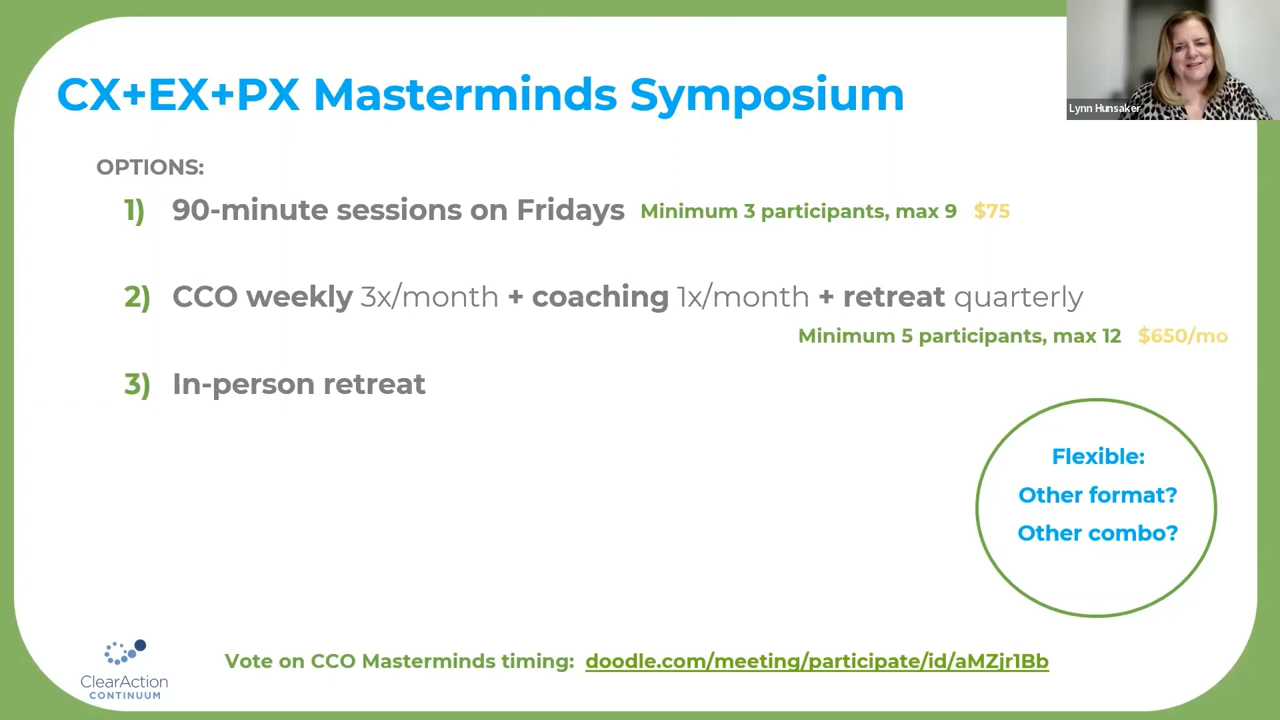 CX+EX+PX Masterminds Symposium
Lynn Hunsaker
OPTIONS:
1) 90-minute sessions on Fridays Minimum 3 participants, max 9 $75
2) CCO weekly 3x/month + coaching 1x/month + retreat quarterly
Minimum 5 participants, max 12 $650/mo
3) In-person retreat
Flexible:
Other format?
Other combo?
ClearAction
CONTINUUM
Vote on CCO Masterminds timing: doodle.com/meeting/participate/id/aMZjr1Bb